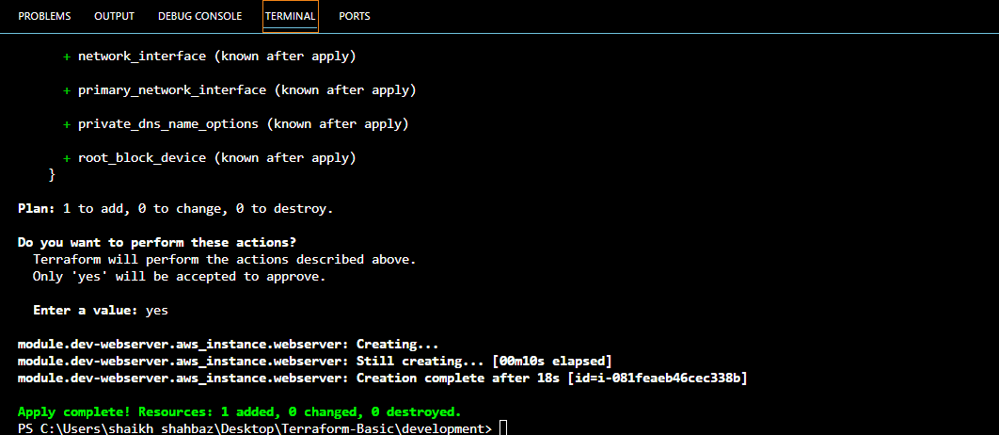 PROBLEMS OUTPUT DEBUG CONSOLE TERMINAL PORTS
+ network_interface (known after apply)
+ primary_network_interface (known after apply)
+ private_dns_name_options (known after apply)
+ root_block_device (known after apply)
}
Plan: 1 to add, 0 to change, 0 to destroy.
Do you want to perform these actions?
Terraform will perform the actions described above.
Only 'yes' will be accepted to approve.
Enter a value: yes
module.dev-webserver.aws_instance.webserver: Creating...
module.dev-webserver.aws_instance.webserver: Still creating... [00m10s elapsed]
module.dev-webserver.aws_instance.webserver: Creation complete after 18s [id=i-081feaeb46cec338b]
Apply complete! Resources: 1 added, 0 changed, 0 destroyed.
PS C:\Users\shaikh shahbaz\Desktop\Terraform-Basic\development>